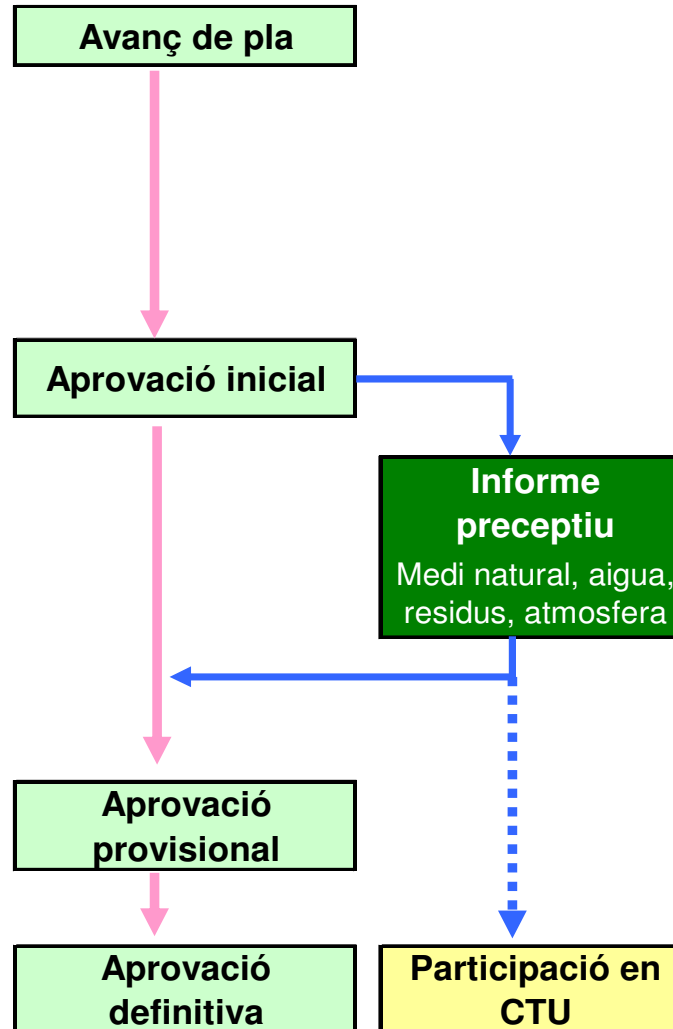 Avanç de pla
Aprovació inicial
Informe
preceptiu
Medi natural, aigua,
residus, atmosfera
Aprovació
provisional
Aprovació
definitiva
Participació en
CTU